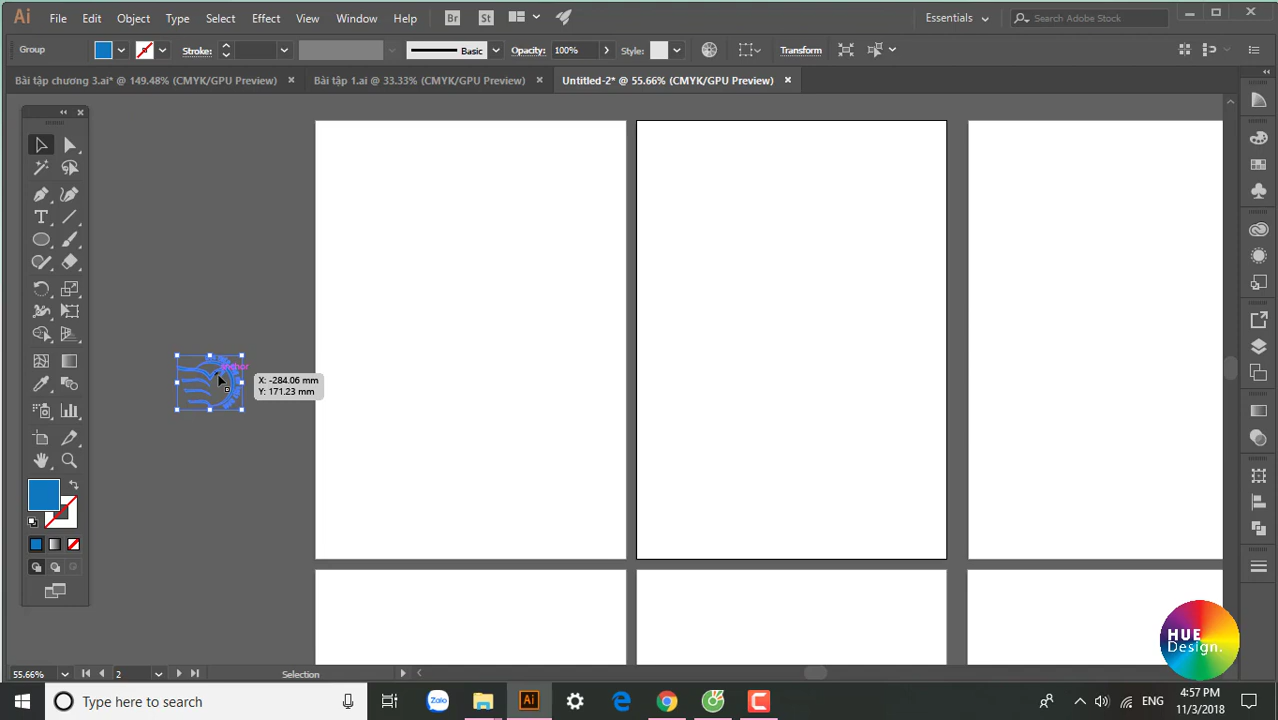 Ai File Edit Object Type Select Effect View Window Help Br St Essentials Search Adobe Stock
Group Stroke: Basic Opacity: 100% Style: Transform
Bài tập chương 3.ai* @ 149.48% (CMYK/GPU Preview) Bài tập 1.ai @ 33.33% (CMYK/GPU Preview) Untitled-2* @ 55.66% (CMYK/GPU Preview)
anchor
X: -284.06 mm
Y: 171.23 mm
HUE
Design.
55.66% 2 Selection
Type here to search Zalo Ai ENG 4:57 PM
11/3/2018